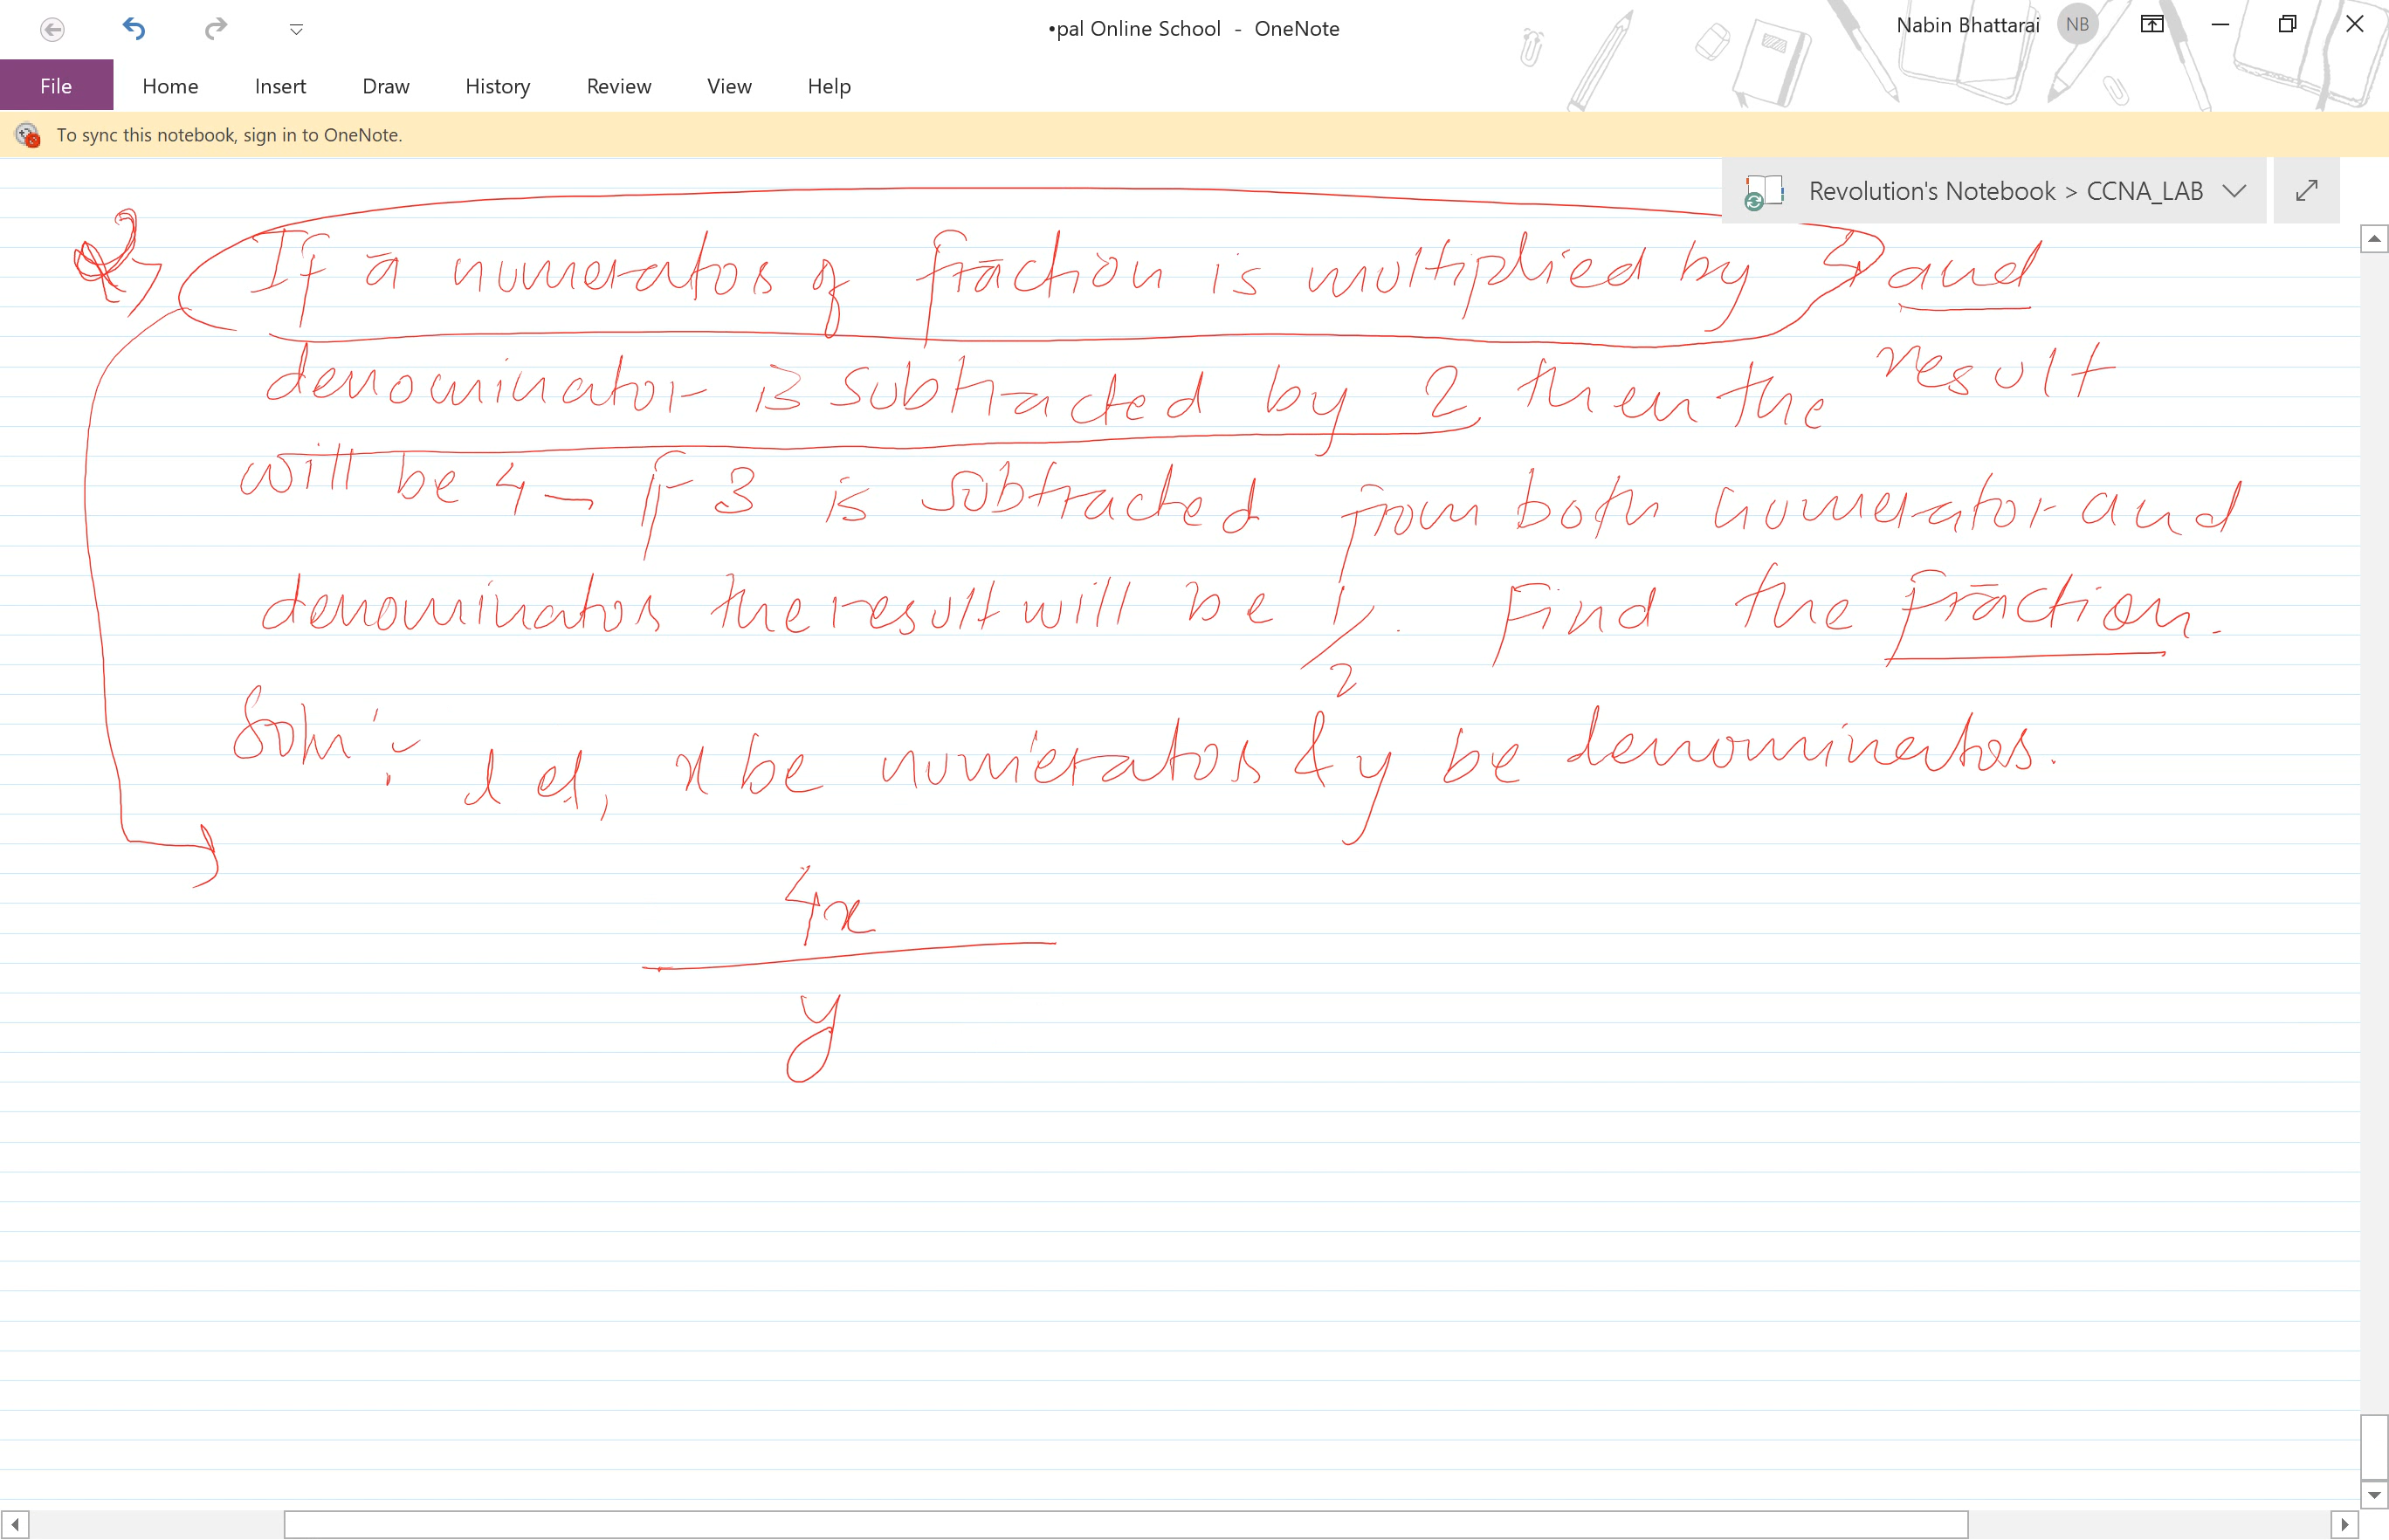 •pal Online School - OneNote
Nabin Bhattarai NB
File Home Insert Draw History Review View Help
To sync this notebook, sign in to OneNote.
Revolution's Notebook > CCNA_LAB
If a numerator of fraction is multiplied by 4 and
denominator is subtracted by 2 then the result
will be 4 If 3 is subtracted from both numerator and
denominator the result will be 1/2. Find the fraction.
Soln :- let, x be numerator & y be denominator.
4x
y